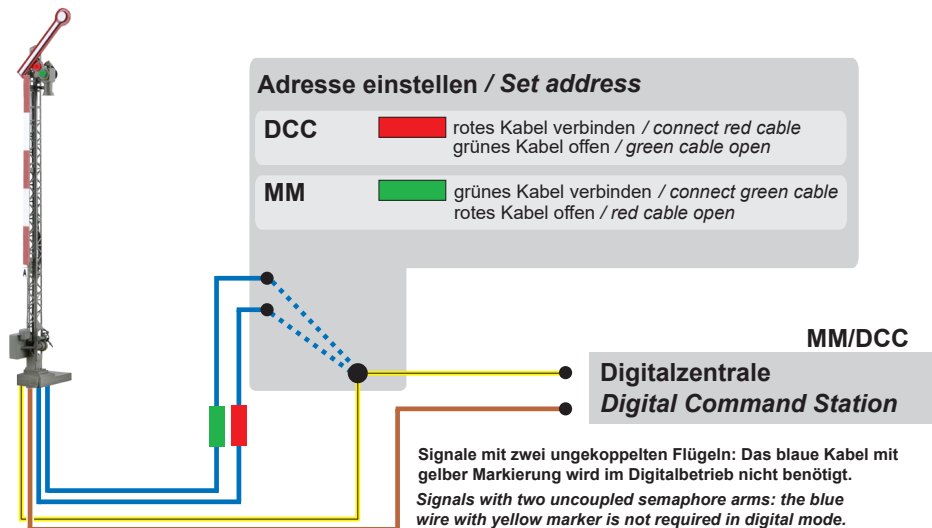 Adresse einstellen / Set address
DCC
rotes Kabel verbinden / connect red cable
grünes Kabel offen / green cable open
MM
grünes Kabel verbinden / connect green cable
rotes Kabel offen / red cable open
MM/DCC
Digitalzentrale
Digital Command Station
Signale mit zwei ungekoppelten Flügeln: Das blaue Kabel mit
gelber Markierung wird im Digitalbetrieb nicht benötigt.
Signals with two uncoupled semaphore arms: the blue
wire with yellow marker is not required in digital mode.
A